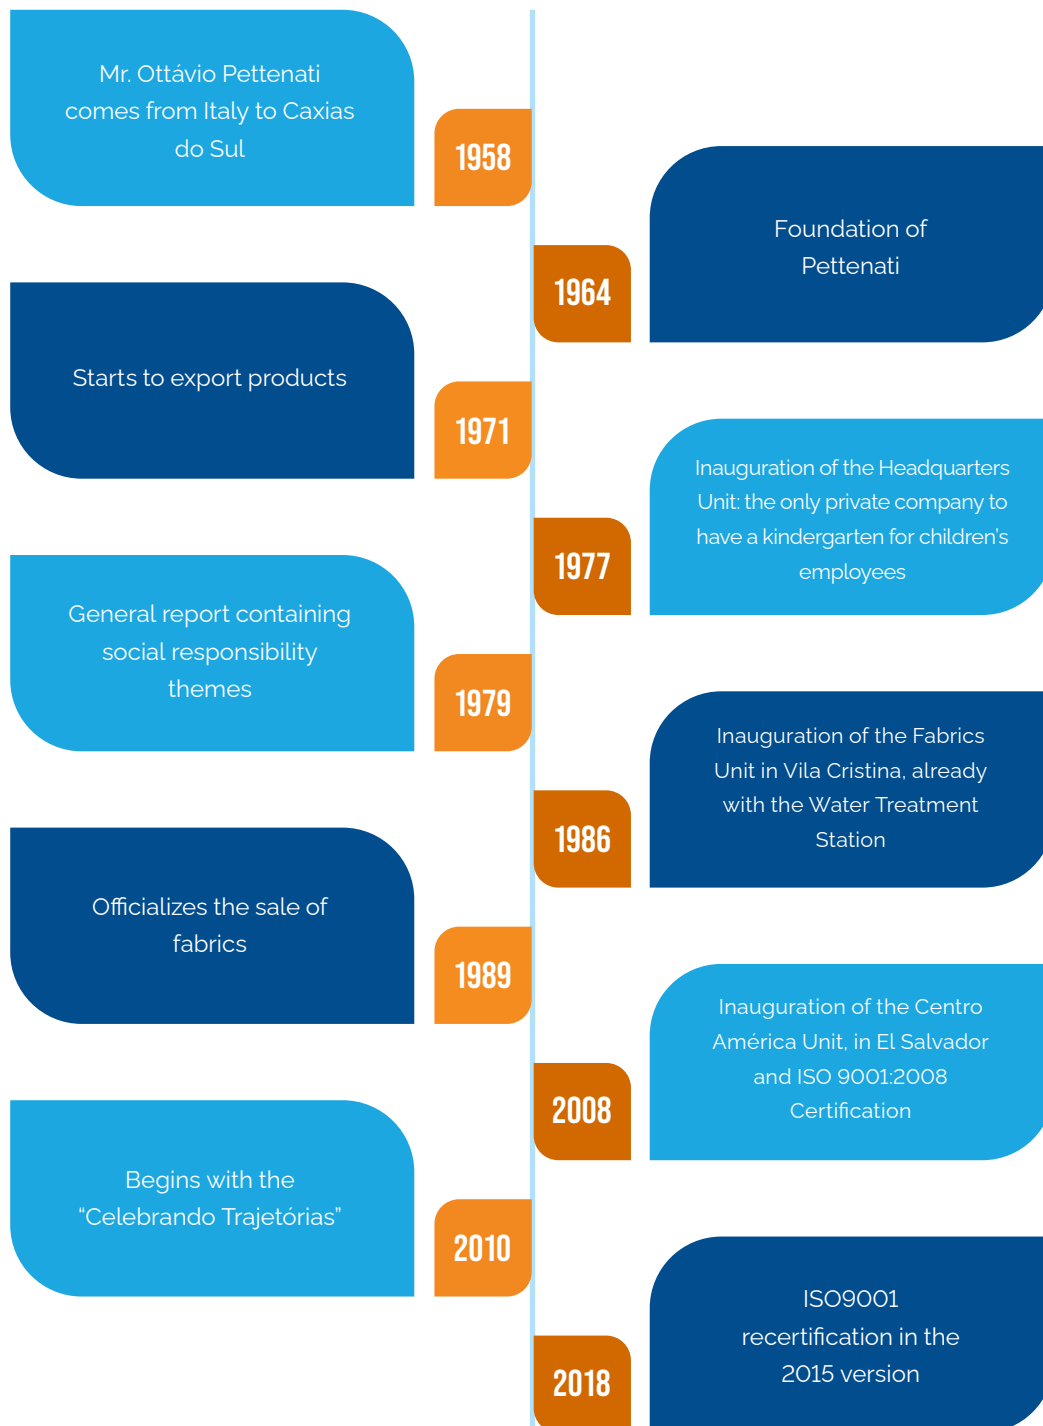 Mr. Ottávio Pettenati
comes from Italy to Caxias
do Sul
1958
Foundation of
Pettenati
1964
Starts to export products
1971
Inauguration of the Headquarters
Unit: the only private company to
have a kindergarten for children's
employees
1977
General report containing
social responsibility
themes
1979
Inauguration of the Fabrics
Unit in Vila Cristina, already
with the Water Treatment
Station
1986
Officializes the sale of
fabrics
1989
Inauguration of the Centro
América Unit, in El Salvador
and ISO 9001:2008
Certification
2008
Begins with the
“Celebrando Trajetórias”
2010
ISO9001
recertification in the
2015 version
2018